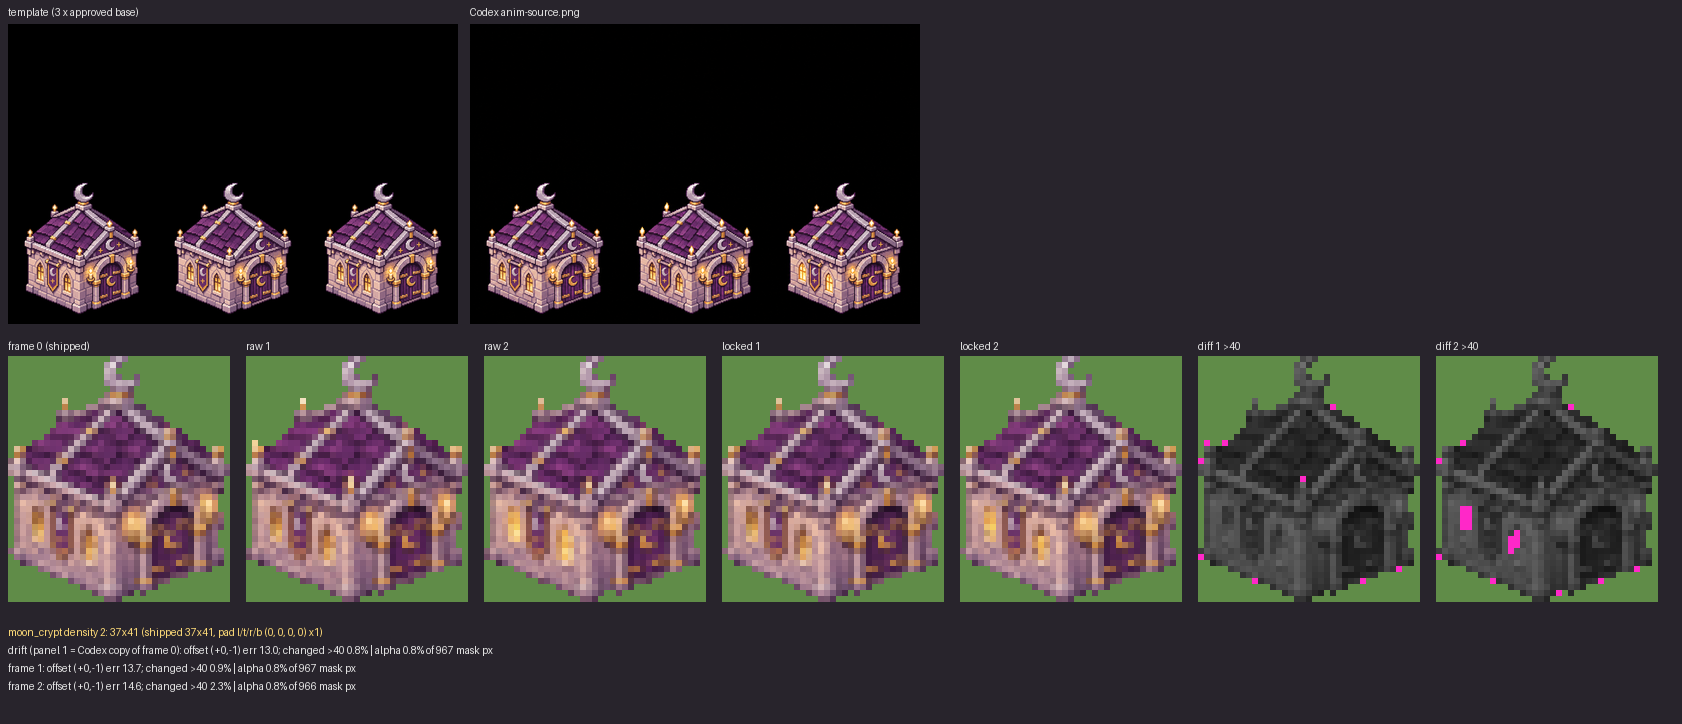 template (3 x approved base)
Codex anim-source.png
frame 0 (shipped)
raw 1
raw 2
locked 1
locked 2
diff 1 >40
diff 2 >40
moon_crypt density 2: 37x41 (shipped 37x41, pad l/t/r/b (0, 0, 0, 0) x1)
drift (panel 1 = Codex copy of frame 0): offset (+0,-1) err 13.0; changed >40 0.8% | alpha 0.8% of 967 mask px
frame 1: offset (+0,-1) err 13.7; changed >40 0.9% | alpha 0.8% of 967 mask px
frame 2: offset (+0,-1) err 14.6; changed >40 2.3% | alpha 0.8% of 966 mask px